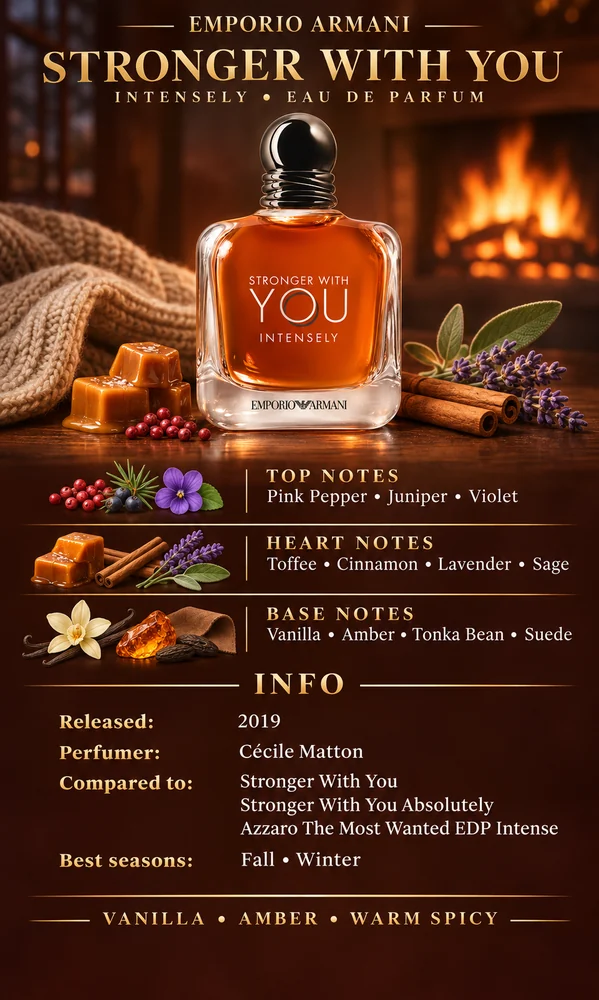 EMPORIO ARMANI
STRONGER WITH YOU
INTENSELY • EAU DE PARFUM
STRONGER WITH
YOU
INTENSELY
EMPORIO ARMANI
TOP NOTES
Pink Pepper • Juniper • Violet
HEART NOTES
Toffee • Cinnamon • Lavender • Sage
BASE NOTES
Vanilla • Amber • Tonka Bean • Suede
INFO
Released: 2019
Perfumer: Cécile Matton
Compared to: Stronger With You
Stronger With You Absolutely
Azzaro The Most Wanted EDP Intense
Best seasons: Fall • Winter
VANILLA • AMBER • WARM SPICY